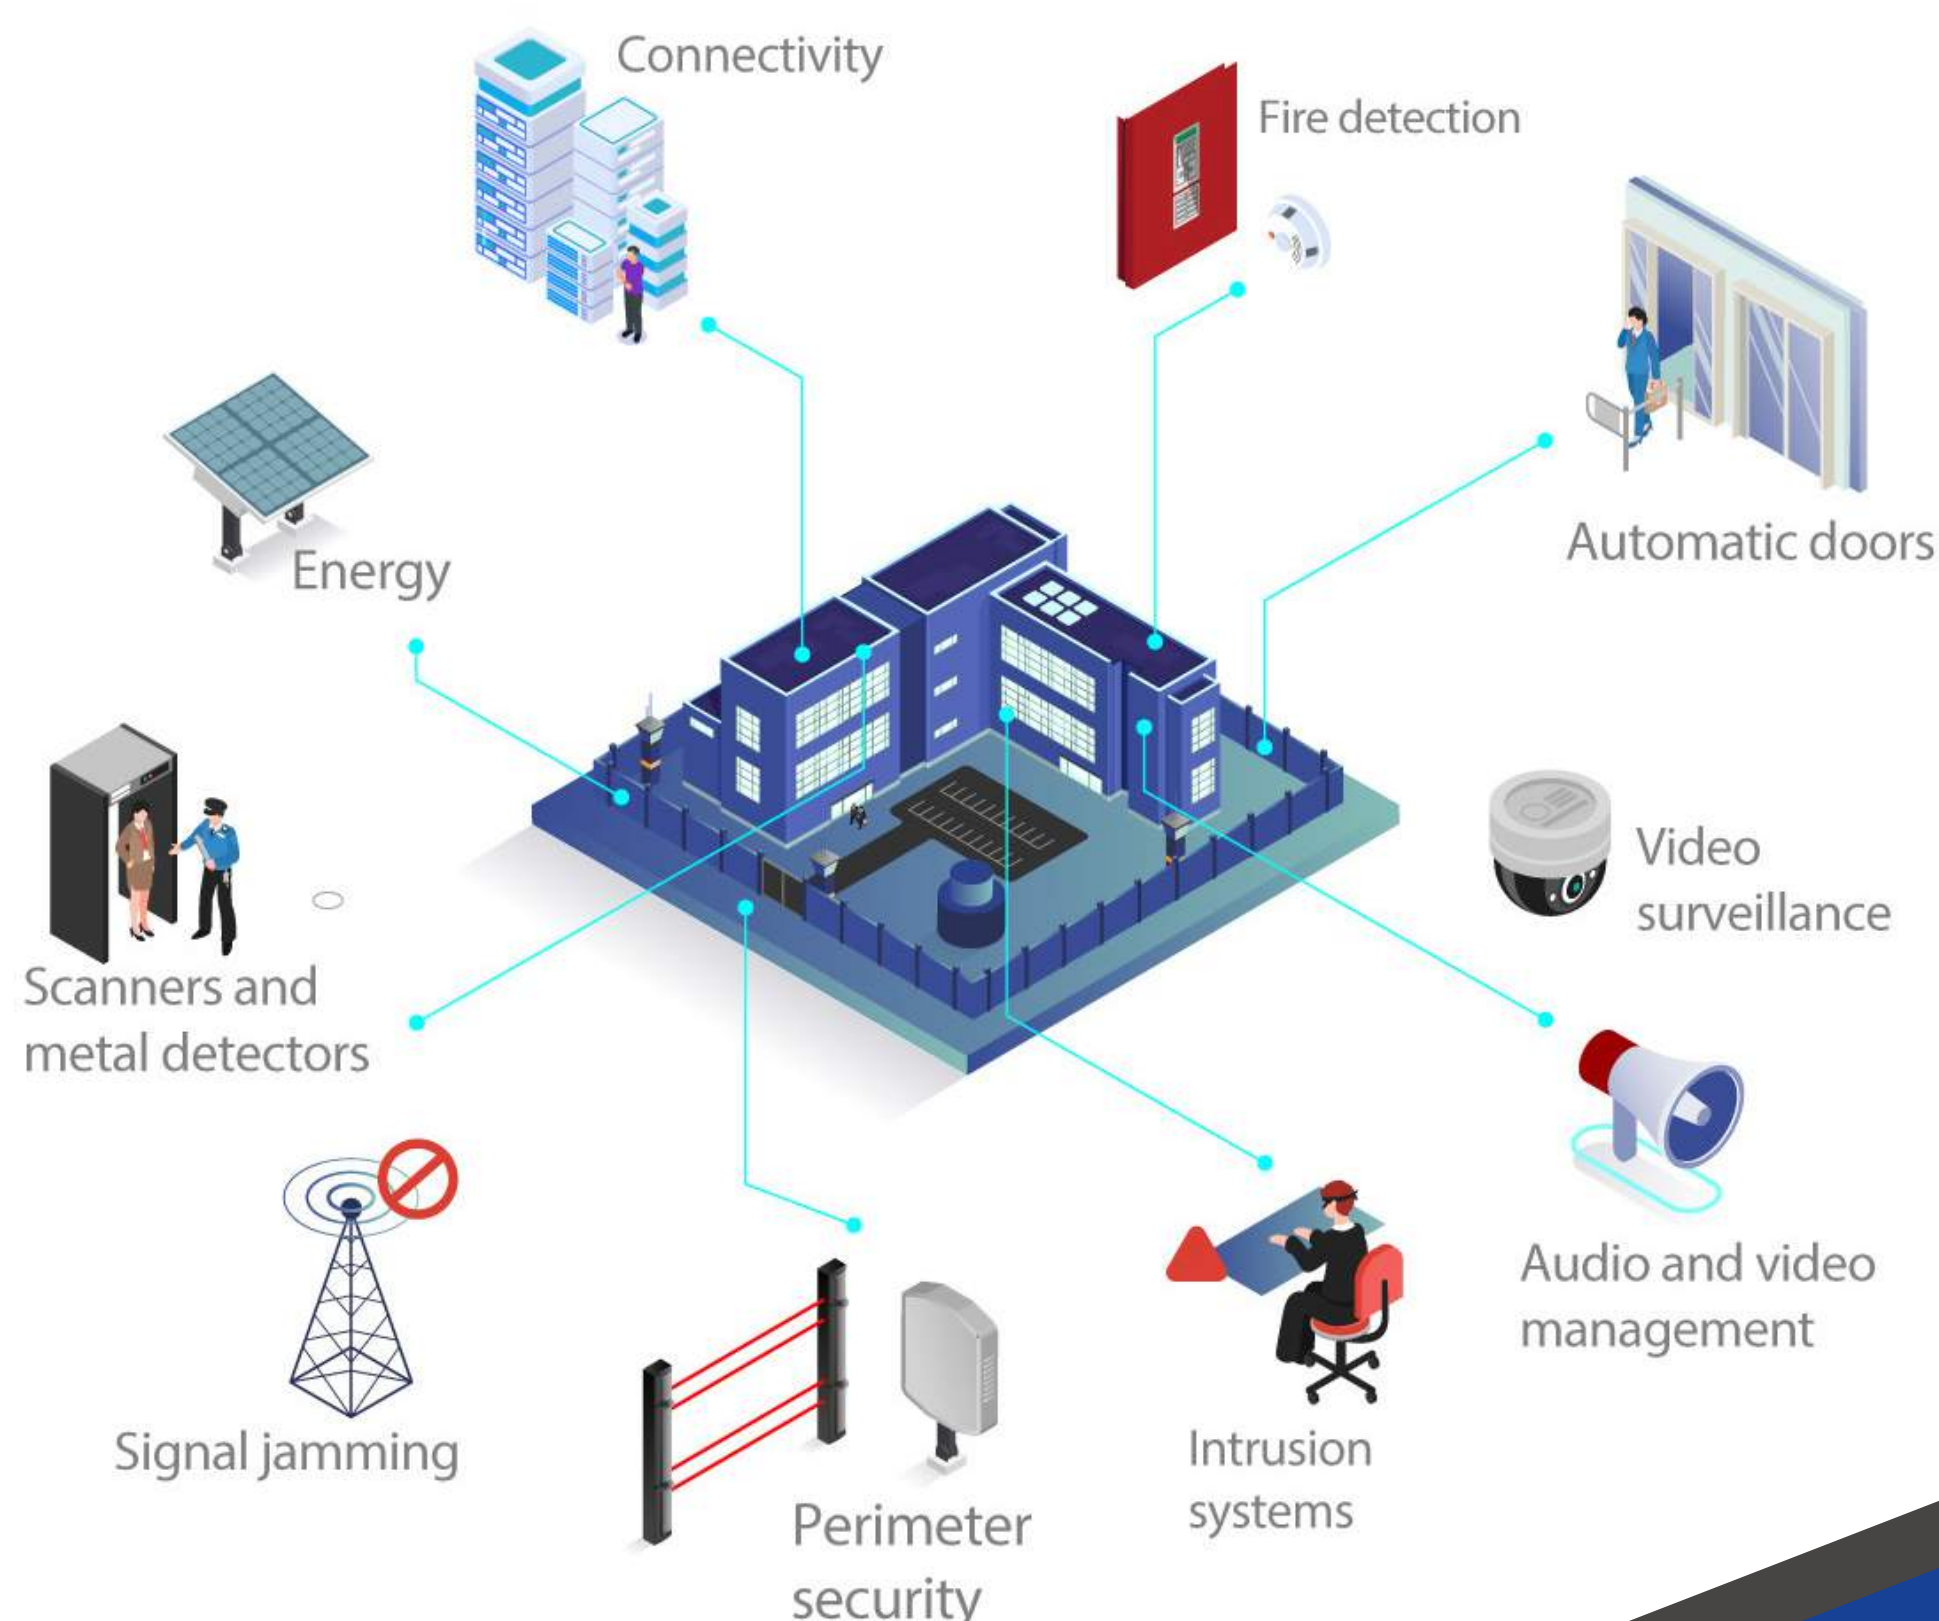 Connectivity
Fire detection
Automatic doors
Energy
Video
surveillance
Scanners and
metal detectors
Audio and video
management
Signal jamming
Intrusion
systems
Perimeter
security